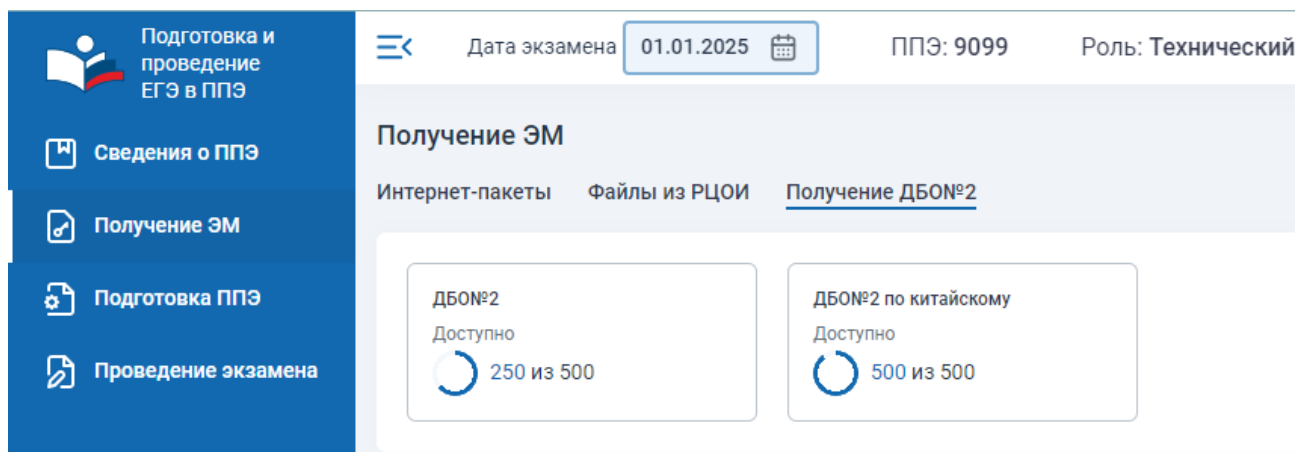 Подготовка и
проведение
ЕГЭ в ППЭ
Дата экзамена 01.01.2025 ППЭ: 9099 Роль: Технический
Сведения о ППЭ
Получение ЭМ
Подготовка ППЭ
Проведение экзамена
Получение ЭМ
Интернет-пакеты Файлы из РЦОИ Получение ДБО№2
ДБО№2
Доступно
250 из 500
ДБО№2 по китайскому
Доступно
500 из 500